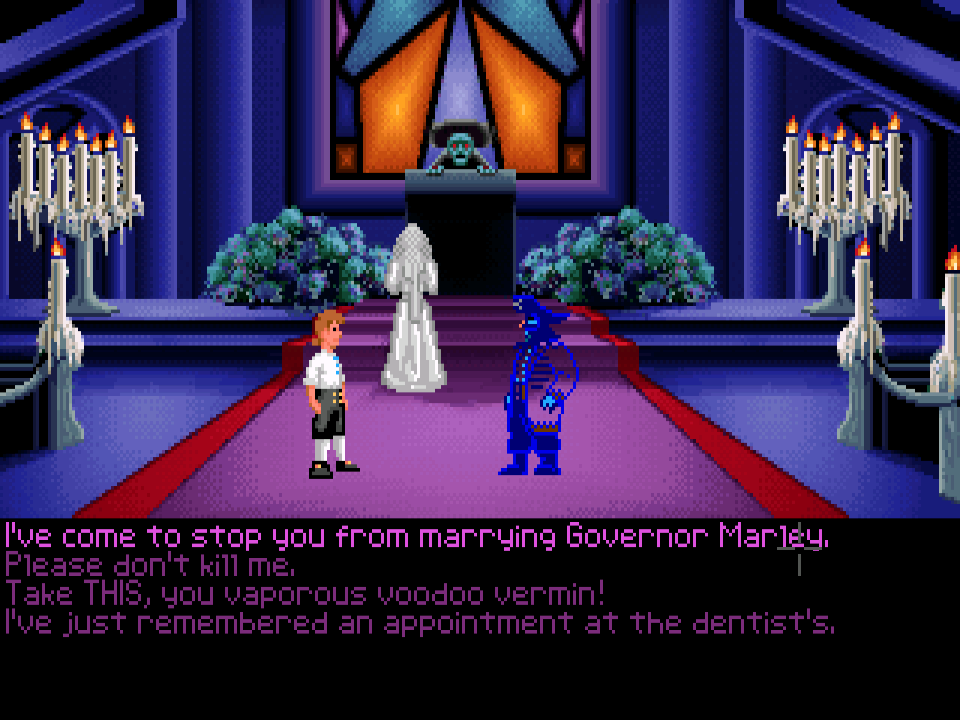 I've come to stop you from marrying Governor Marley.
Please don't kill me.
Take THIS, you vaporous voodoo vermin!
I've just remembered an appointment at the dentist's.